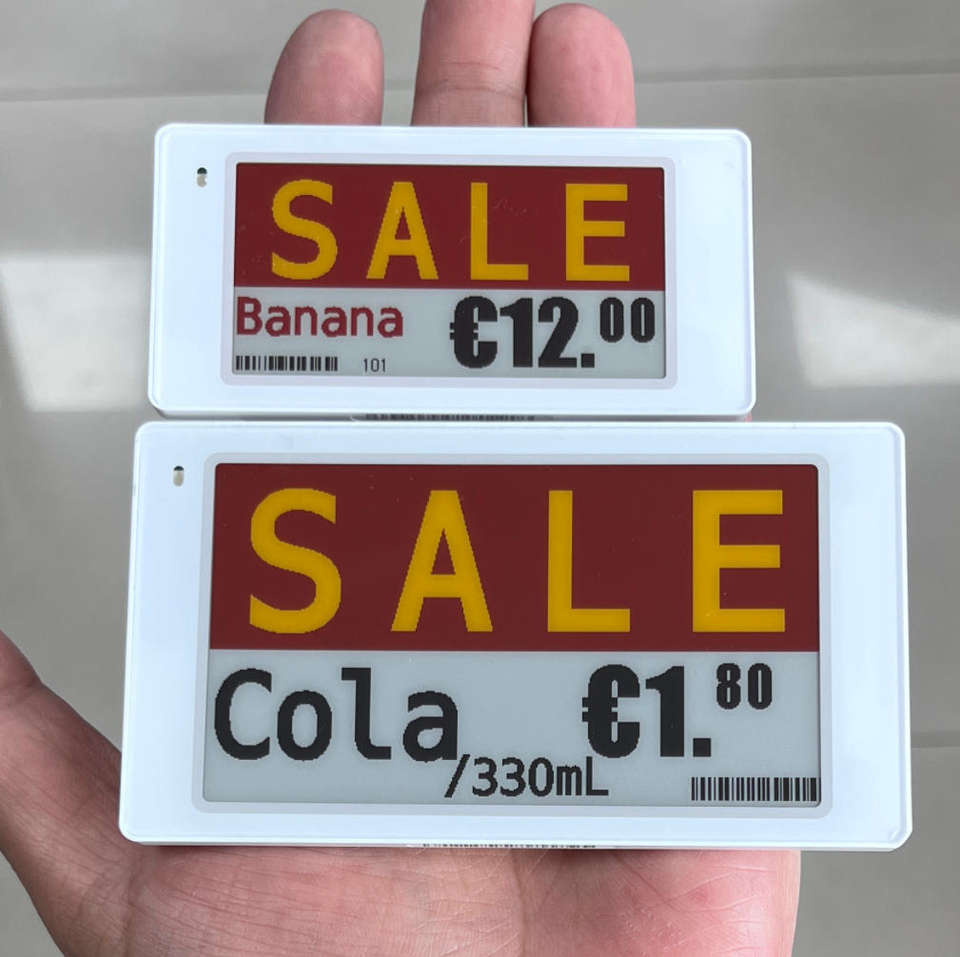 SALE
Banana €12.00
101
SALE
Cola €1.80
/330mL